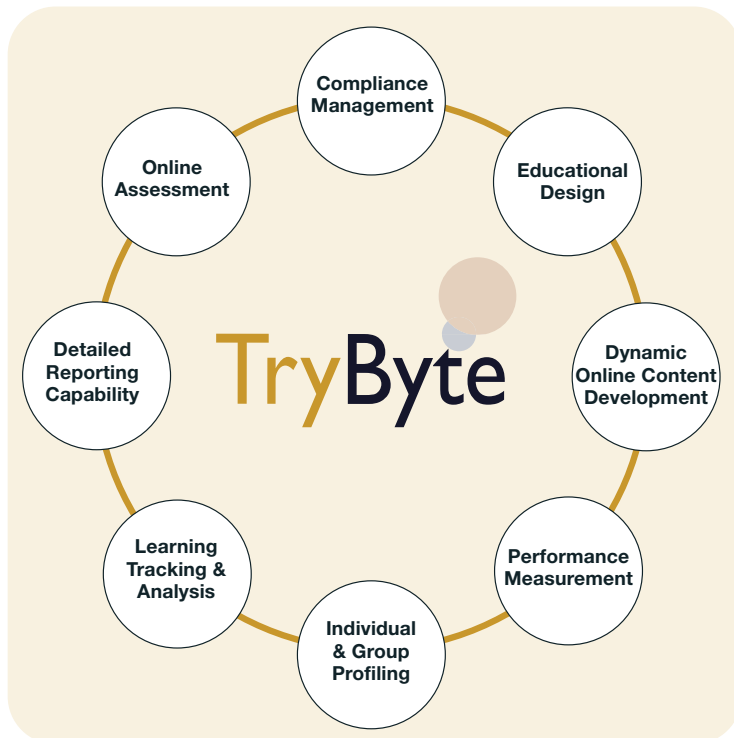 Compliance
Management
Educational
Design
Dynamic
Online Content
Development
Performance
Measurement
Individual
& Group
Profiling
Learning
Tracking &
Analysis
Detailed
Reporting
Capability
Online
Assessment
TryByte